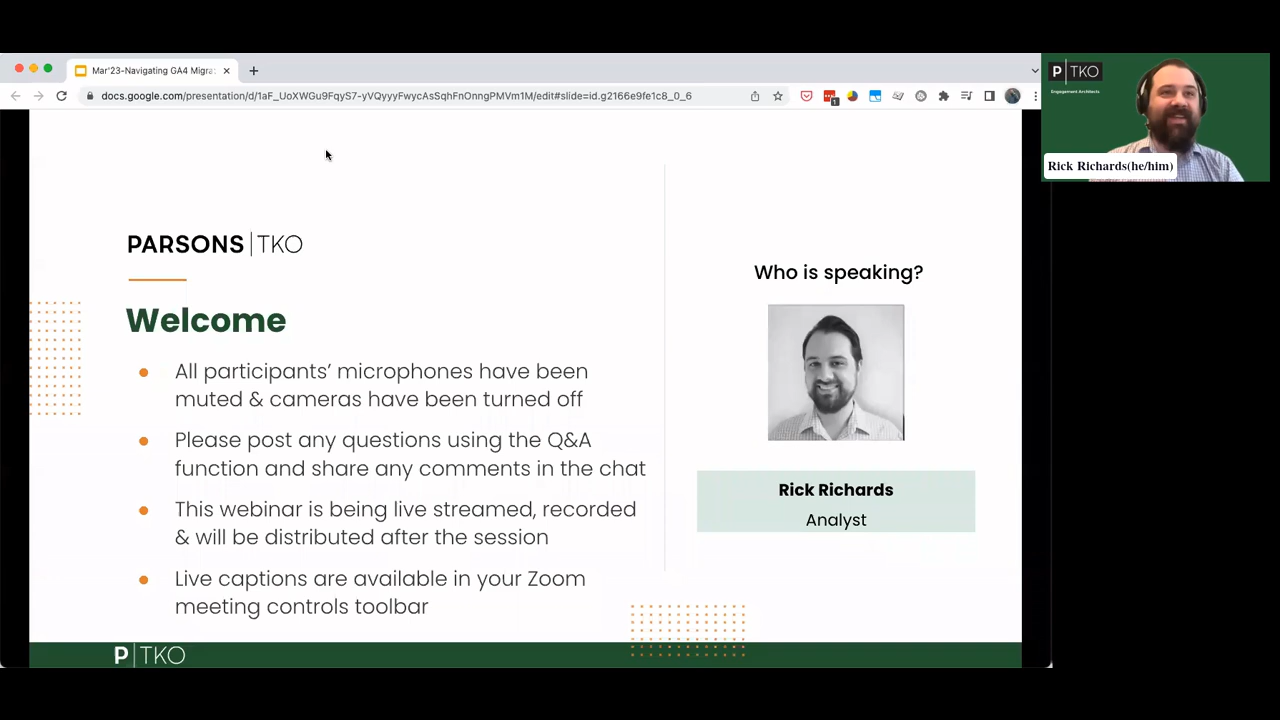 Mar'23-Navigating GA4 Migra
docs.google.com/presentation/d/1aF_UoXWGu9FqyS7-vVQvyvFwycAsSqhFnOnngPMVm1M/edit#slide=id.g2166e9fe1c8_0_6
1
P TKO
Engagement Architects
Rick Richards(he/him)
PARSONS|TKO
Welcome
All participants’ microphones have been
muted & cameras have been turned off
Please post any questions using the Q&A
function and share any comments in the chat
This webinar is being live streamed, recorded
& will be distributed after the session
Live captions are available in your Zoom
meeting controls toolbar
Who is speaking?
Rick Richards
Analyst
P|TKO